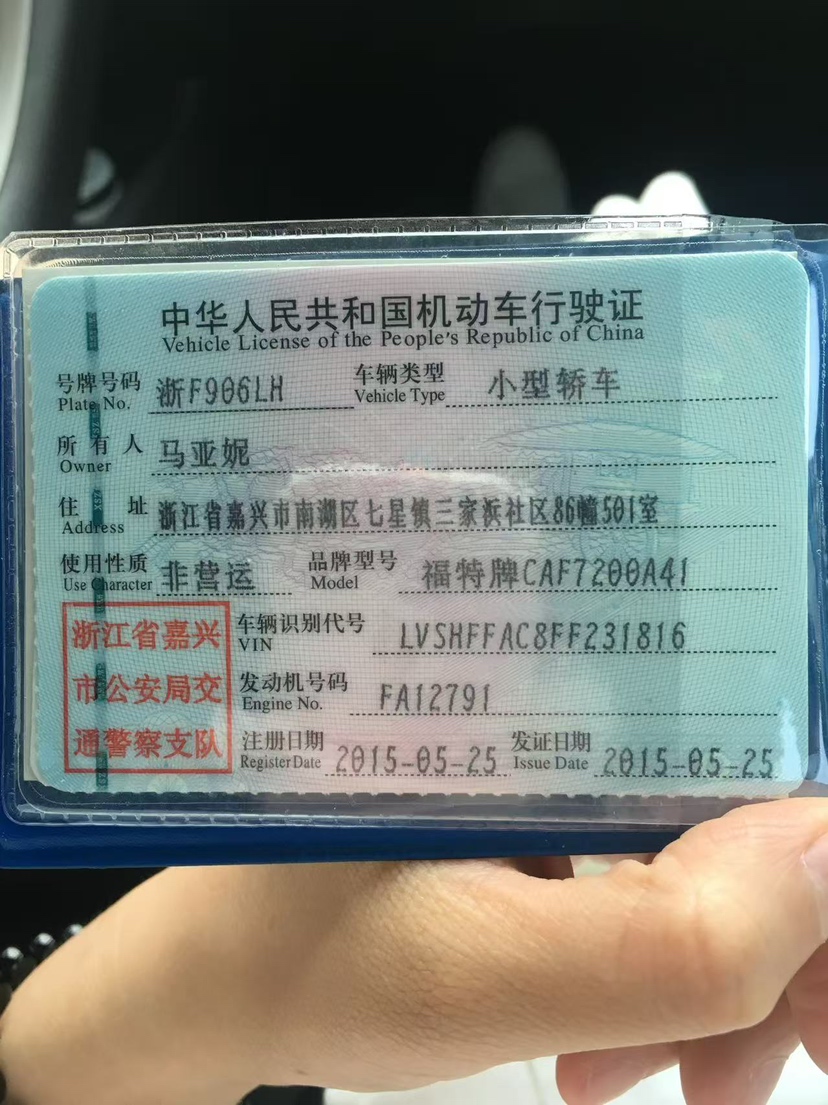 中华人民共和国机动车行驶证
Vehicle License of the People's Republic of China
号牌号码 浙F906LH 车辆类型 小型轿车
Plate No. Vehicle Type
所有人 马亚妮
Owner
住址 浙江省嘉兴市南湖区七星镇三家浜社区86幢501室
Address
使用性质 非营运 品牌型号 福特牌CAF7200A41
Use Character Model
浙江省嘉兴
市公安局交
通警察支队
车辆识别代号 LVSHFFAC8FF231816
VIN
发动机号码 FA12791
Engine No.
注册日期 2015-05-25 发证日期 2015-05-25
Register Date Issue Date